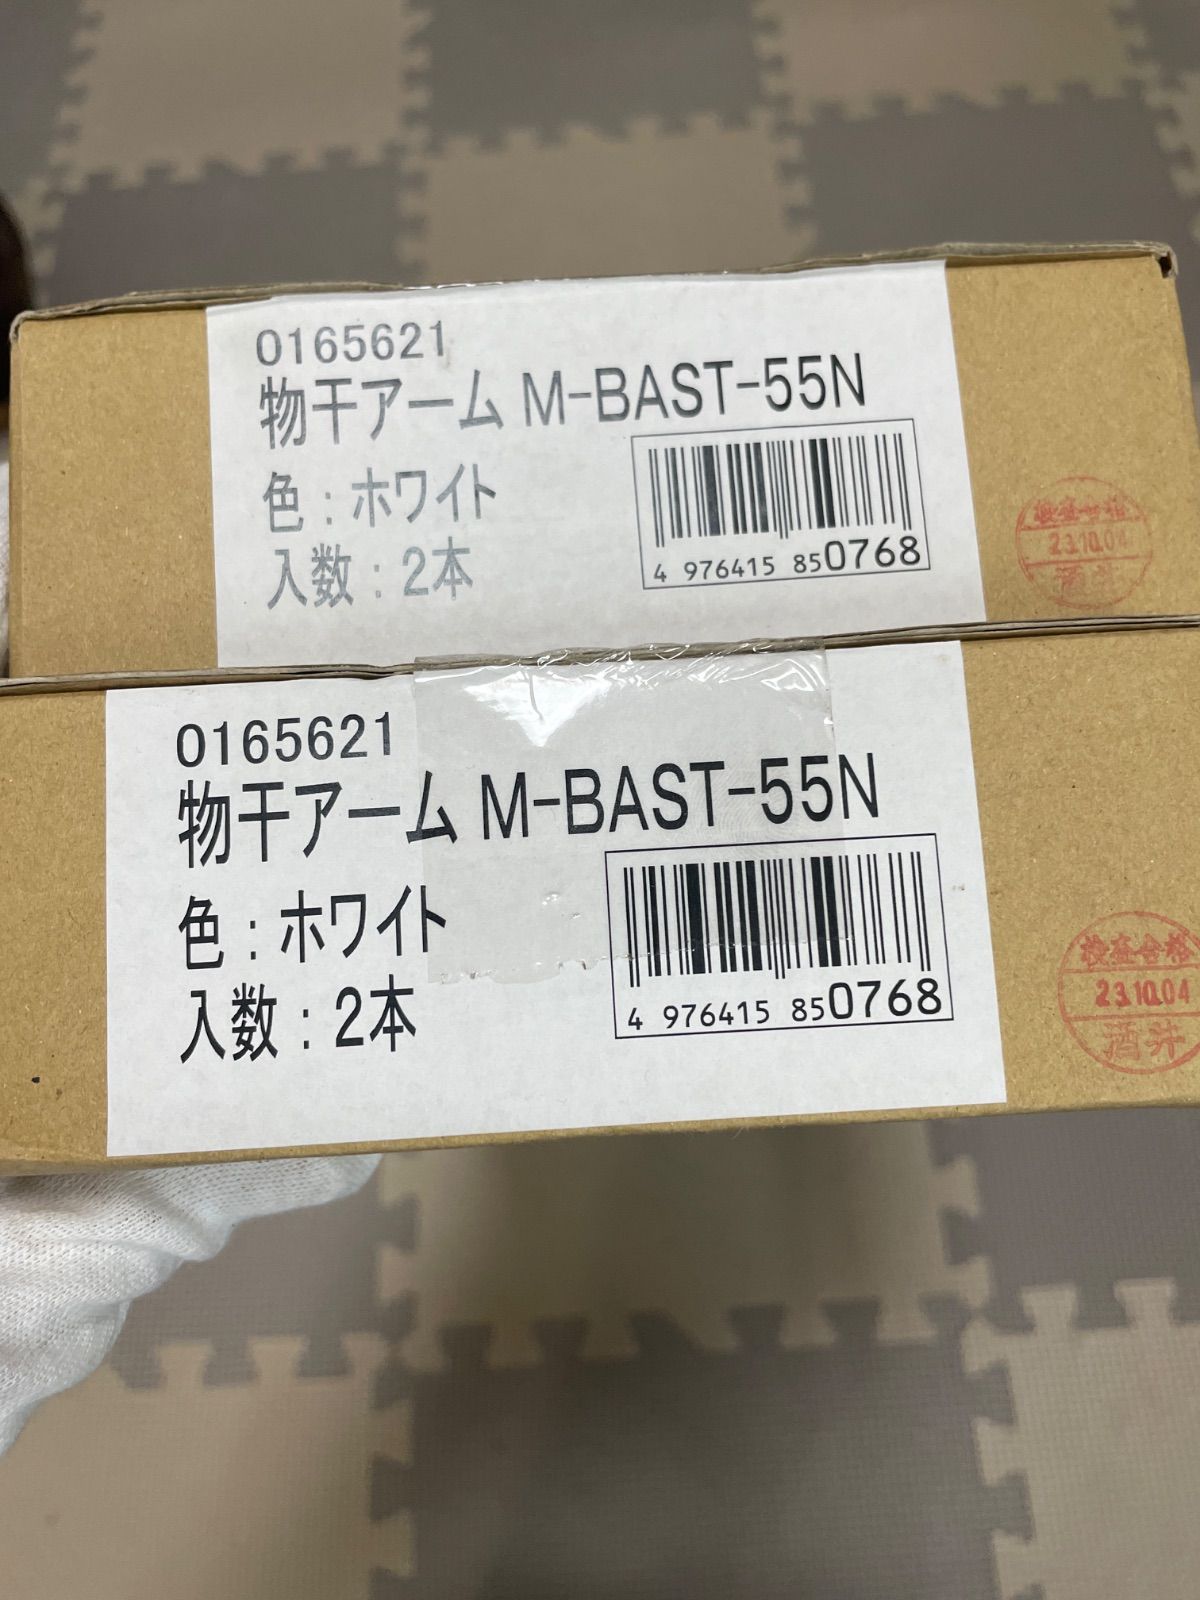 0165621
物干アーム M-BAST-55N
色：ホワイト
入数：2本
4 976415 850768
検査合格
23.10.04
酒井
0165621
物干アーム M-BAST-55N
色：ホワイト
入数：2本
4 976415 850768
検査合格
23.10.04
酒井